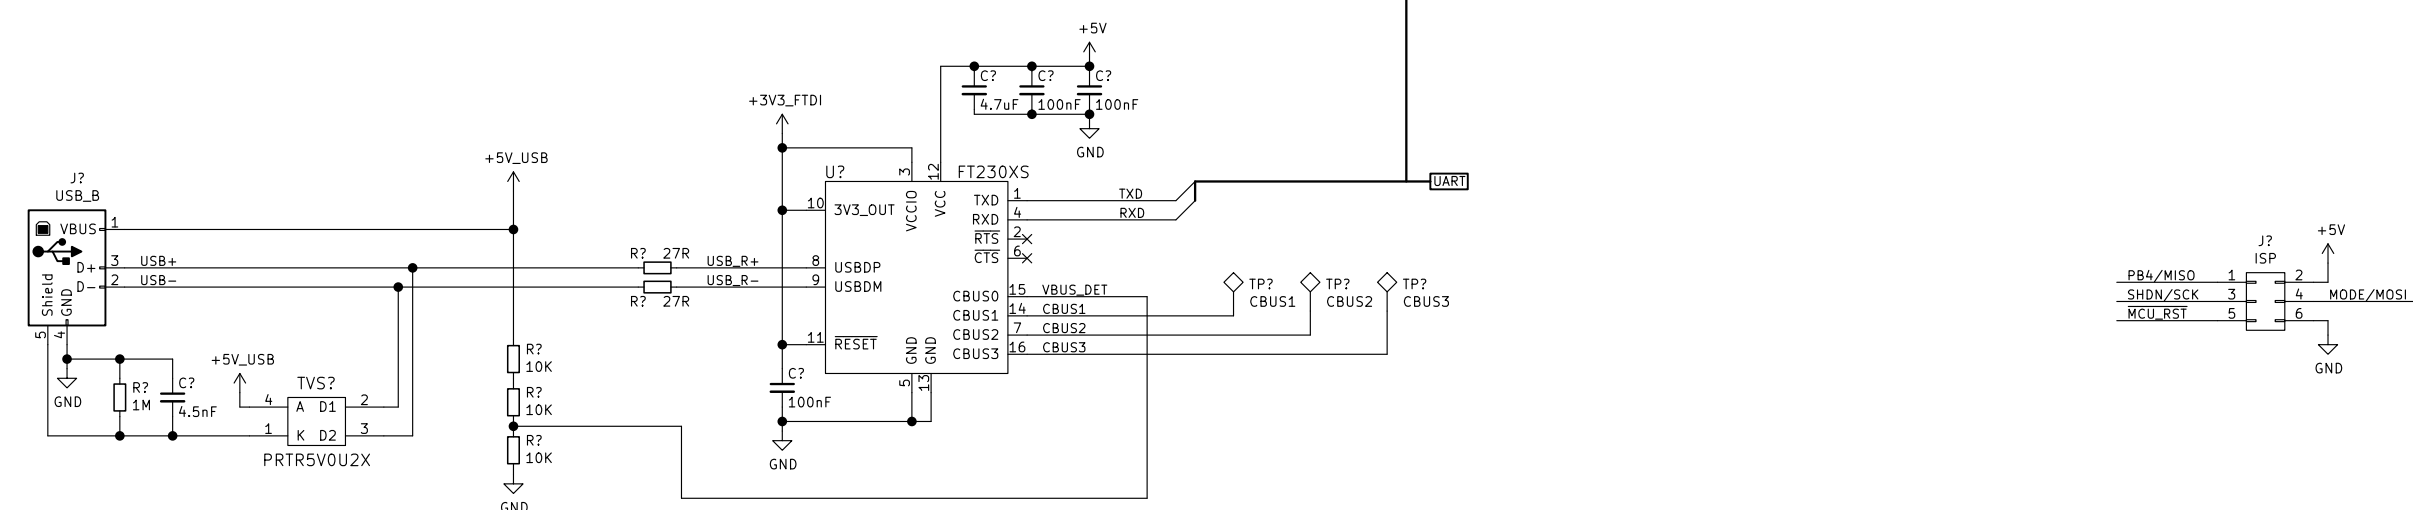 J?
USB_B
VBUS
1
D+
3
USB+
D-
2
USB-
Shield
GND
5
4
GND
R?
1M
C?
4.5nF
+5V_USB
TVS?
4
A
D1
2
1
K
D2
3
PRTR5V0U2X
+5V_USB
R?
10K
R?
10K
R?
10K
GND
R?
27R
R?
27R
USB_R+
USB_R-
+3V3_FTDI
C?
100nF
GND
U?
FT230XS
3
VCCIO
12
VCC
10
3V3_OUT
8
USBDP
9
USBDM
11
RESET
GND
GND
5
13
TXD
1
TXD
RXD
4
RXD
RTS
2
CTS
6
CBUS0
15
VBUS_DET
CBUS1
14
CBUS1
CBUS2
7
CBUS2
CBUS3
16
CBUS3
+5V
C?
4.7uF
C?
100nF
C?
100nF
GND
UART
TP?
CBUS1
TP?
CBUS2
TP?
CBUS3
J?
ISP
+5V
PB4/MISO
1
2
SHDN/SCK
3
4
MODE/MOSI
MCU_RST
5
6
GND